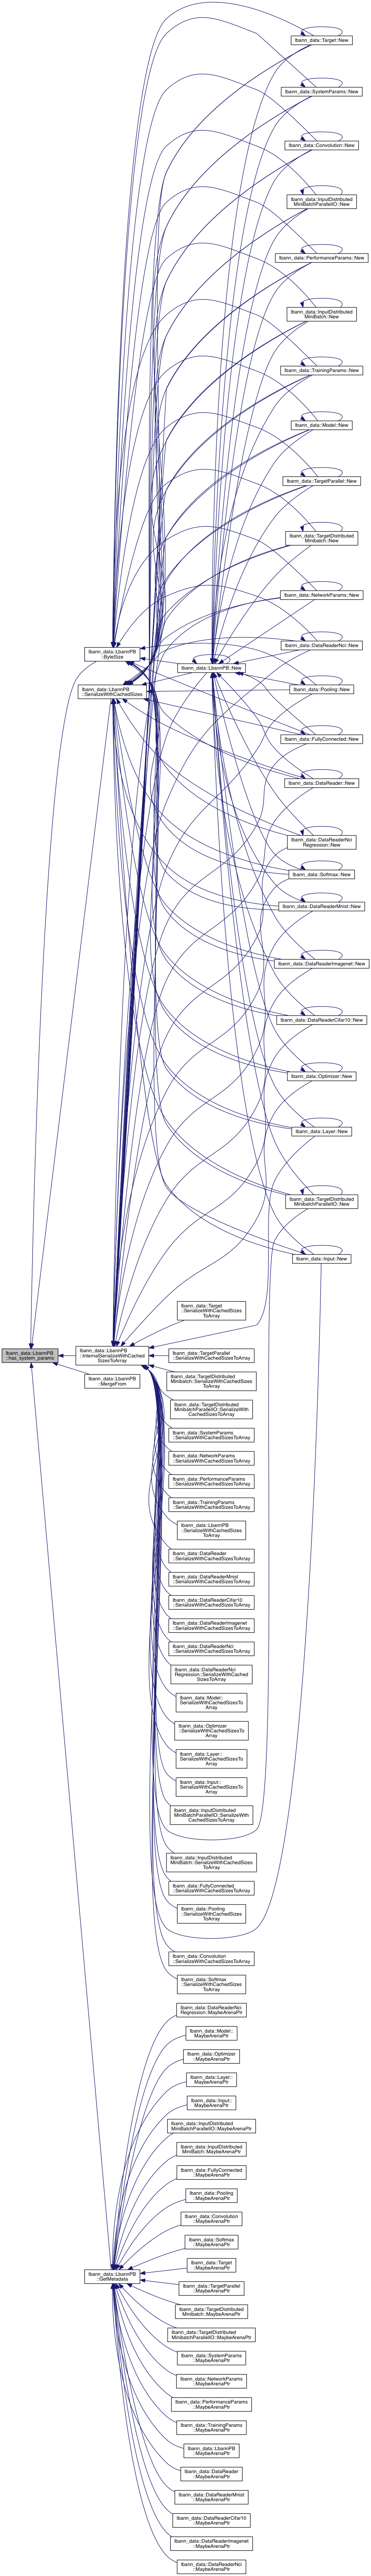 lbann_data::Target::New
lbann_data::SystemParams::New
lbann_data::Convolution::New
lbann_data::InputDistributed
MiniBatchParallelIO::New
lbann_data::PerformanceParams::New
lbann_data::InputDistributed
MiniBatch::New
lbann_data::TrainingParams::New
lbann_data::Model::New
lbann_data::TargetParallel::New
lbann_data::TargetDistributed
Minibatch::New
lbann_data::NetworkParams::New
lbann_data::DataReaderNci::New
lbann_data::LbannPB
::ByteSize
lbann_data::LbannPB::New
lbann_data::LbannPB
::SerializeWithCachedSizes
lbann_data::Pooling::New
lbann_data::FullyConnected::New
lbann_data::DataReader::New
lbann_data::DataReaderNci
Regression::New
lbann_data::Softmax::New
lbann_data::DataReaderMnist::New
lbann_data::DataReaderImagenet::New
lbann_data::DataReaderCifar10::New
lbann_data::Optimizer::New
lbann_data::Layer::New
lbann_data::TargetDistributed
MinibatchParallelIO::New
lbann_data::Input::New
lbann_data::Target
::SerializeWithCachedSizes
ToArray
lbann_data::LbannPB
::has_system_params
lbann_data::LbannPB
::InternalSerializeWithCached
SizesToArray
lbann_data::TargetParallel
::SerializeWithCachedSizesToArray
lbann_data::LbannPB
::MergeFrom
lbann_data::TargetDistributed
Minibatch::SerializeWithCachedSizes
ToArray
lbann_data::TargetDistributed
MinibatchParallelIO::SerializeWith
CachedSizesToArray
lbann_data::SystemParams
::SerializeWithCachedSizesToArray
lbann_data::NetworkParams
::SerializeWithCachedSizesToArray
lbann_data::PerformanceParams
::SerializeWithCachedSizesToArray
lbann_data::TrainingParams
::SerializeWithCachedSizesToArray
lbann_data::LbannPB
::SerializeWithCachedSizes
ToArray
lbann_data::DataReader
::SerializeWithCachedSizesToArray
lbann_data::DataReaderMnist
::SerializeWithCachedSizesToArray
lbann_data::DataReaderCifar10
::SerializeWithCachedSizesToArray
lbann_data::DataReaderImagenet
::SerializeWithCachedSizesToArray
lbann_data::DataReaderNci
::SerializeWithCachedSizesToArray
lbann_data::DataReaderNci
Regression::SerializeWithCached
SizesToArray
lbann_data::Model::
SerializeWithCachedSizesTo
Array
lbann_data::Optimizer
::SerializeWithCachedSizesTo
Array
lbann_data::Layer::
SerializeWithCachedSizesTo
Array
lbann_data::Input::
SerializeWithCachedSizesTo
Array
lbann_data::InputDistributed
MiniBatchParallelIO::SerializeWith
CachedSizesToArray
lbann_data::InputDistributed
MiniBatch::SerializeWithCachedSizes
ToArray
lbann_data::FullyConnected
::SerializeWithCachedSizesToArray
lbann_data::Pooling
::SerializeWithCachedSizes
ToArray
lbann_data::Convolution
::SerializeWithCachedSizesToArray
lbann_data::Softmax
::SerializeWithCachedSizes
ToArray
lbann_data::DataReaderNci
Regression::MaybeArenaPtr
lbann_data::Model::
MaybeArenaPtr
lbann_data::Optimizer
::MaybeArenaPtr
lbann_data::Layer::
MaybeArenaPtr
lbann_data::Input::
MaybeArenaPtr
lbann_data::InputDistributed
MiniBatchParallelIO::MaybeArenaPtr
lbann_data::InputDistributed
MiniBatch::MaybeArenaPtr
lbann_data::FullyConnected
::MaybeArenaPtr
lbann_data::Pooling
::MaybeArenaPtr
lbann_data::Convolution
::MaybeArenaPtr
lbann_data::Softmax
::MaybeArenaPtr
lbann_data::Target
::MaybeArenaPtr
lbann_data::LbannPB
::GetMetadata
lbann_data::TargetParallel
::MaybeArenaPtr
lbann_data::TargetDistributed
Minibatch::MaybeArenaPtr
lbann_data::TargetDistributed
MinibatchParallelIO::MaybeArenaPtr
lbann_data::SystemParams
::MaybeArenaPtr
lbann_data::NetworkParams
::MaybeArenaPtr
lbann_data::PerformanceParams
::MaybeArenaPtr
lbann_data::TrainingParams
::MaybeArenaPtr
lbann_data::LbannPB
::MaybeArenaPtr
lbann_data::DataReader
::MaybeArenaPtr
lbann_data::DataReaderMnist
::MaybeArenaPtr
lbann_data::DataReaderCifar10
::MaybeArenaPtr
lbann_data::DataReaderImagenet
::MaybeArenaPtr
lbann_data::DataReaderNci
::MaybeArenaPtr